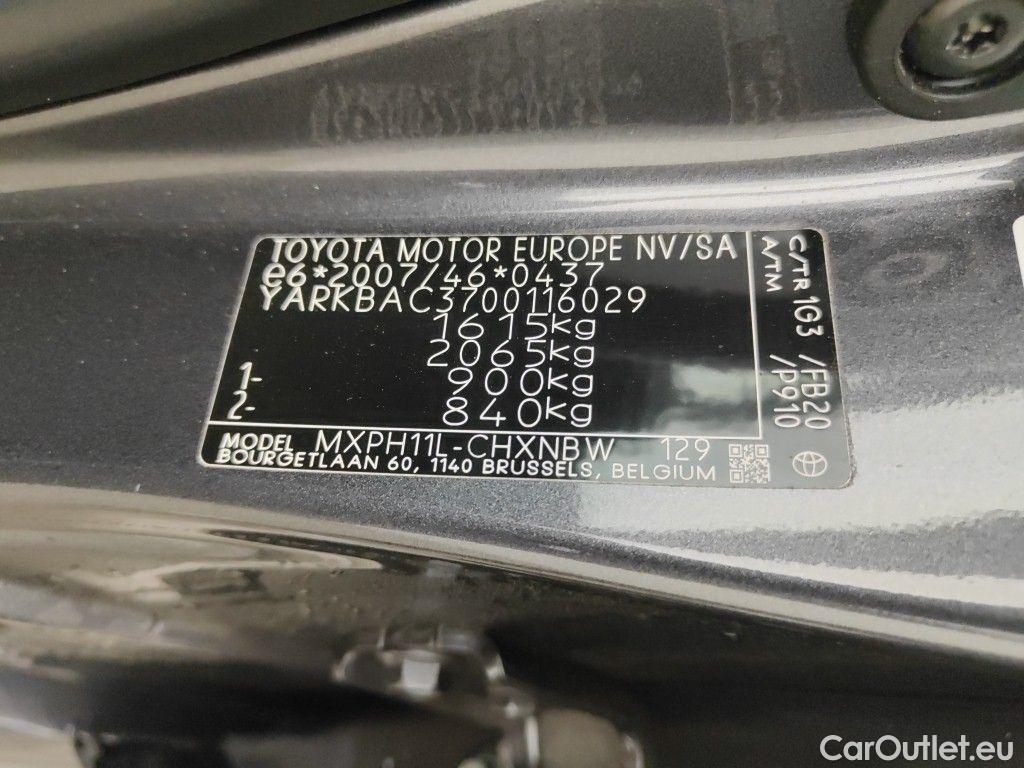 TOYOTA MOTOR EUROPE NV/SA
e6*2007/46*0437
YARKBAC3700116029
1615kg
2065kg
1- 900kg
2- 840kg
MODEL MXPH11L-CHXNBW 129
BOURGETLAAN 60, 1140 BRUSSELS, BELGIUM
C/TR 1G3 /FB20
A/TM /P910
CarOutlet.eu